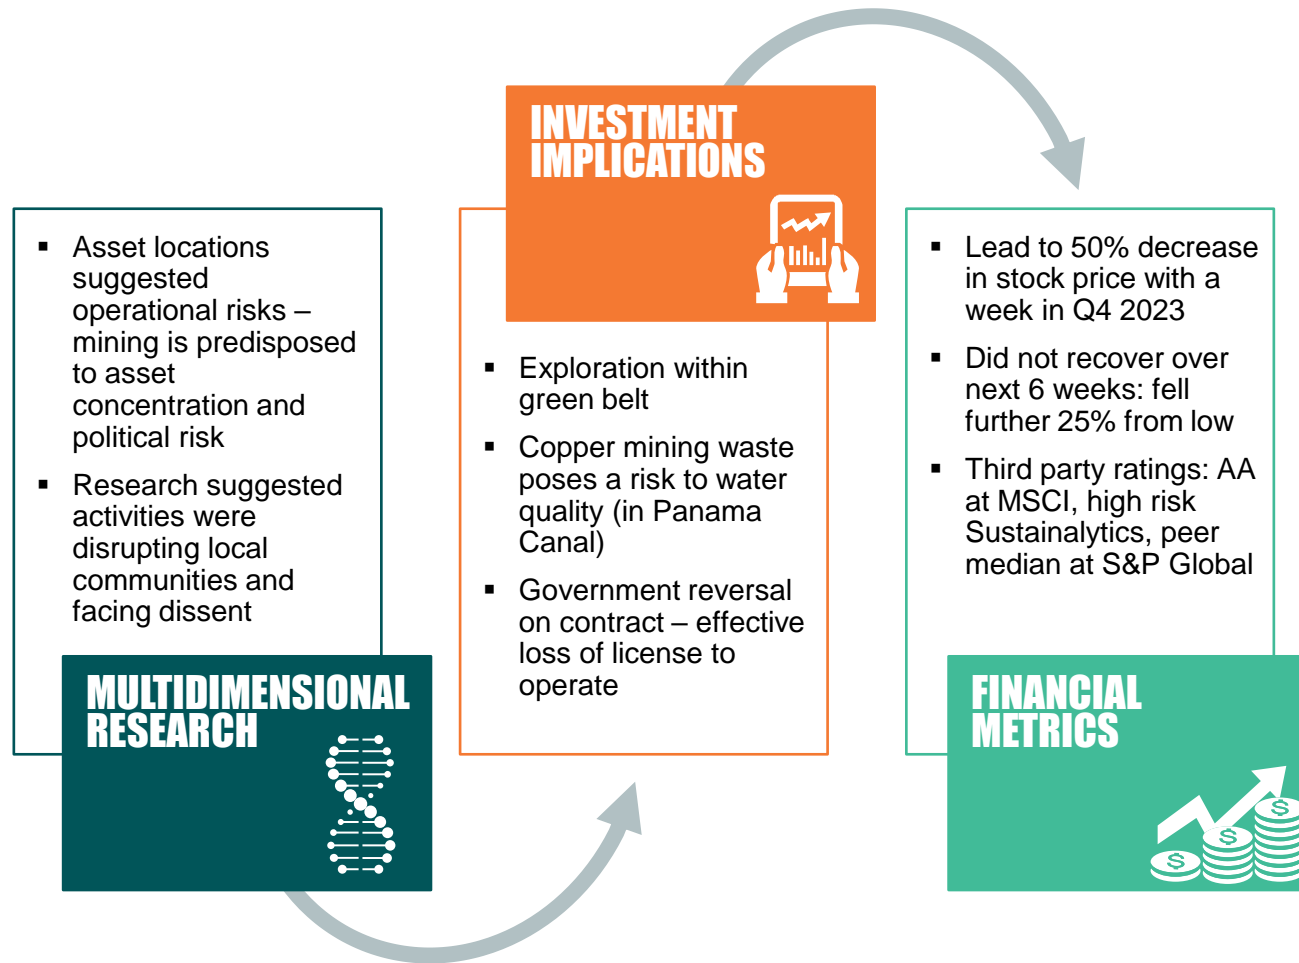 ▪ Asset locations
suggested
operational risks –
mining is predisposed
to asset
concentration and
political risk
▪ Research suggested
activities were
disrupting local
communities and
facing dissent
MULTIDIMENSIONAL
RESEARCH
INVESTMENT
IMPLICATIONS
▪ Exploration within
green belt
▪ Copper mining waste
poses a risk to water
quality (in Panama
Canal)
▪ Government reversal
on contract – effective
loss of license to
operate
▪ Lead to 50% decrease
in stock price with a
week in Q4 2023
▪ Did not recover over
next 6 weeks: fell
further 25% from low
▪ Third party ratings: AA
at MSCI, high risk
Sustainalytics, peer
median at S&P Global
FINANCIAL
METRICS
$
$
$